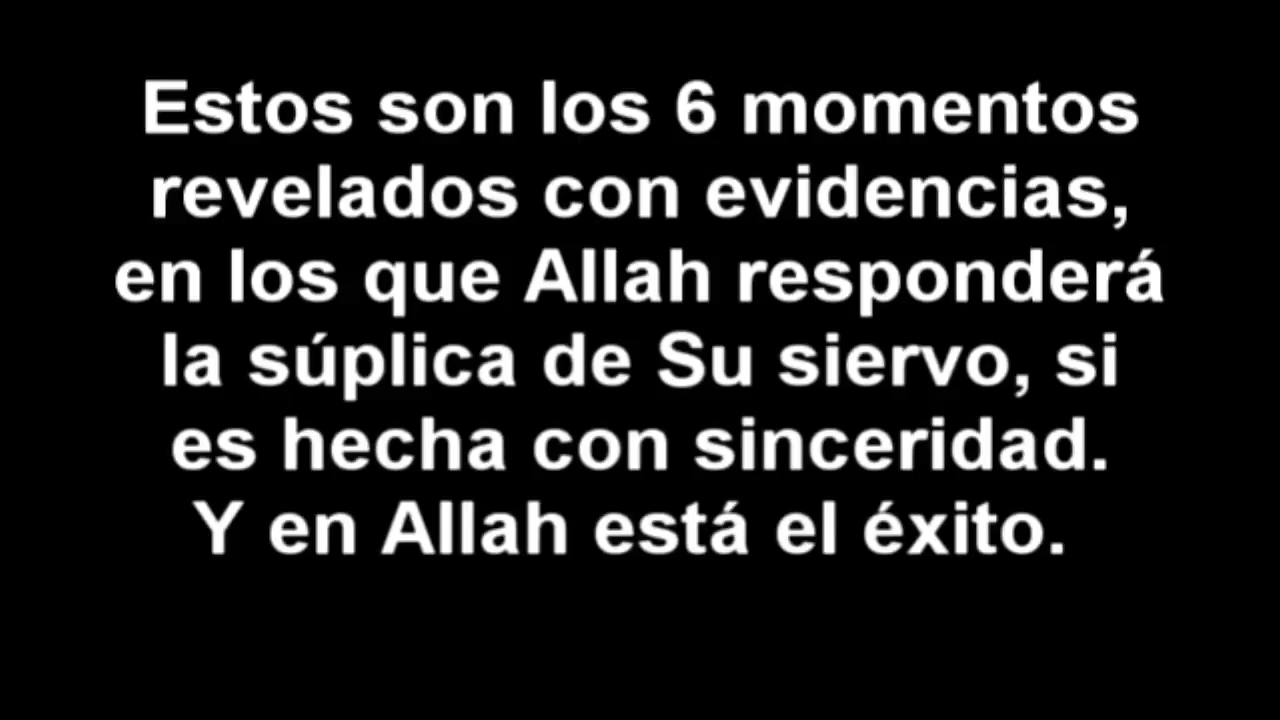 Estos son los 6 momentos
revelados con evidencias,
en los que Allah responderá
la súplica de Su siervo, si
es hecha con sinceridad.
Y en Allah está el éxito.